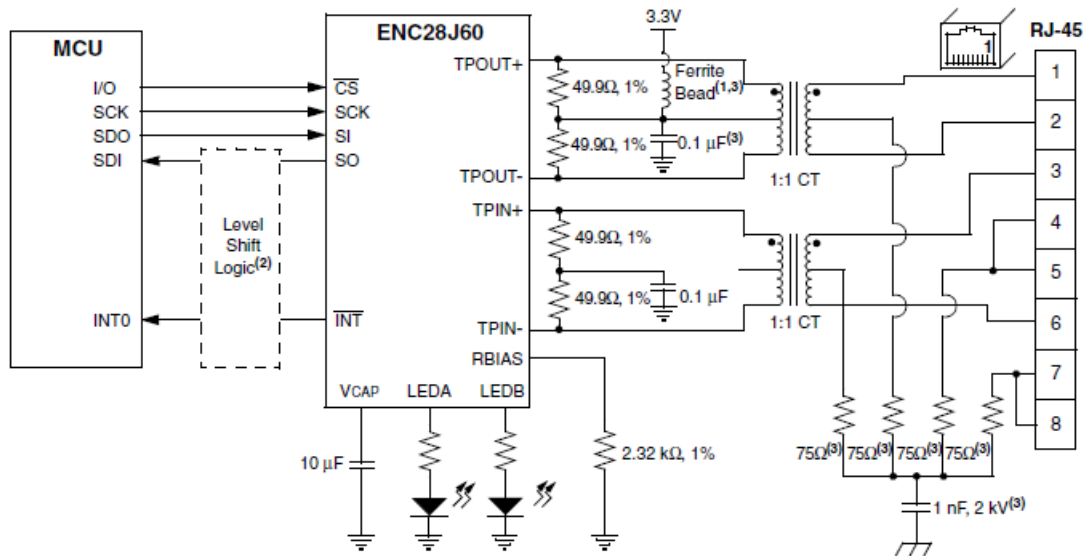 ENC28J60
MCU
I/O
SCK
SDO
SDI
INT0
CS
SCK
SI
SO
INT
Level
Shift
Logic(2)
TPOUT+
TPOUT-
TPIN+
TPIN-
RBIAS
VCAP
LEDA
LEDB
10 µF
2.32 kΩ, 1%
3.3V
Ferrite
Bead(1,3)
49.9Ω, 1%
49.9Ω, 1%
0.1 µF(3)
1:1 CT
49.9Ω, 1%
49.9Ω, 1%
0.1 µF
1:1 CT
1
RJ-45
1
2
3
4
5
6
7
8
75Ω(3)
75Ω(3)
75Ω(3)
75Ω(3)
1 nF, 2 kV(3)